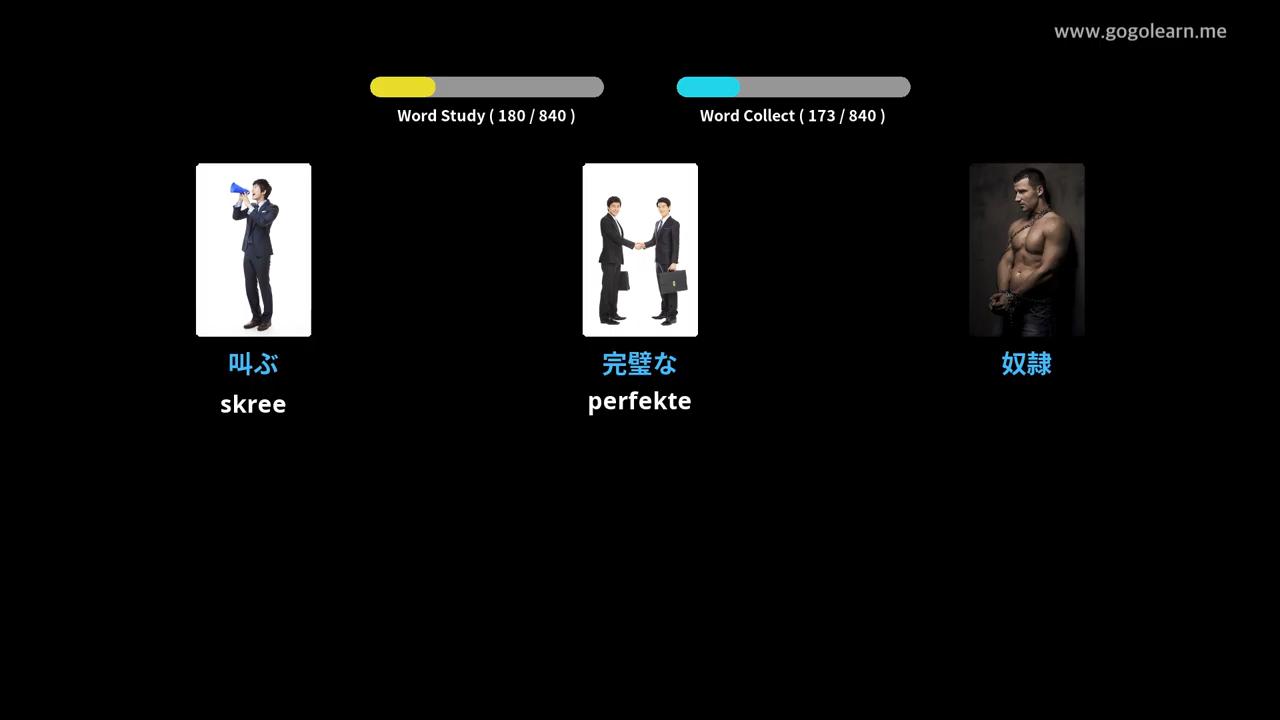 www.gogolearn.me
Word Study ( 180 / 840 )
Word Collect ( 173 / 840 )
叫ぶ
skree
完璧な
perfekte
奴隷